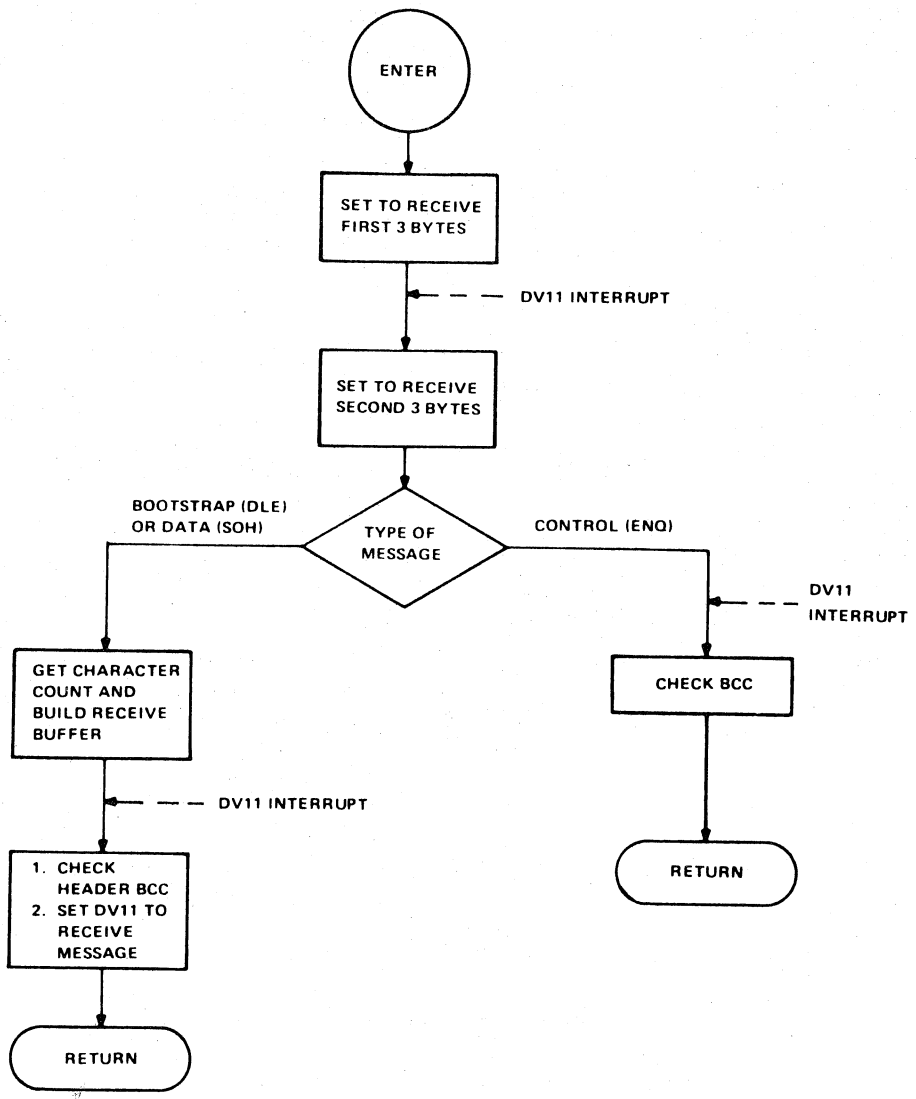 ENTER
SET TO RECEIVE
FIRST 3 BYTES
DV11 INTERRUPT
SET TO RECEIVE
SECOND 3 BYTES
BOOTSTRAP (DLE)
OR DATA (SOH)
TYPE OF
MESSAGE
CONTROL (ENQ)
DV11
INTERRUPT
GET CHARACTER
COUNT AND
BUILD RECEIVE
BUFFER
CHECK BCC
DV11 INTERRUPT
1. CHECK
HEADER BCC
2. SET DV11 TO
RECEIVE
MESSAGE
RETURN
RETURN